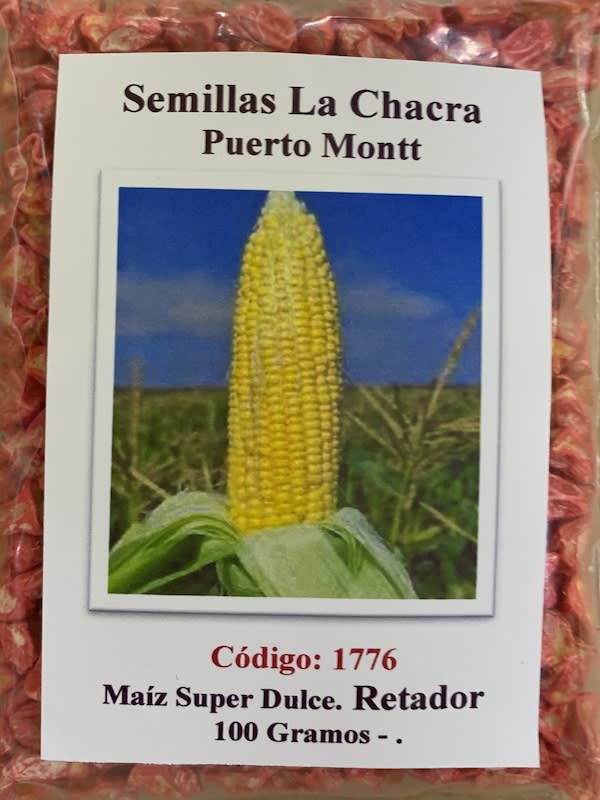 Semillas La Chacra
Puerto Montt
Código: 1776
Maíz Super Dulce. Retador
100 Gramos - .